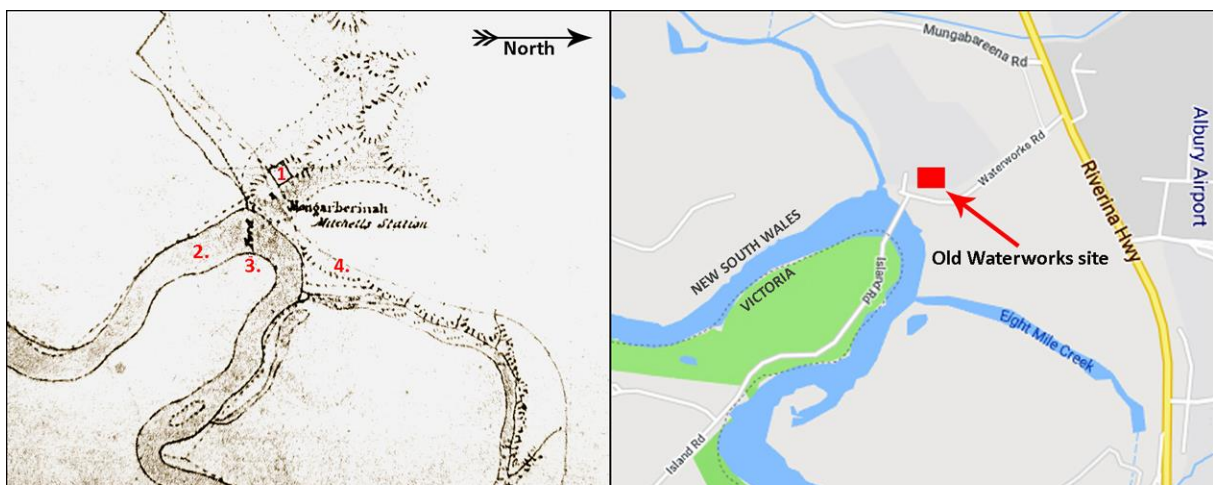 North
1
Mungarberinah
Mitchells Station
Ford
2.
3.
4.
Mungabareena Rd
Waterworks Rd
Albury Airport
Riverina Hwy
Old Waterworks site
NEW SOUTH WALES
VICTORIA
Island Rd
Eight Mile Creek
Island Rd